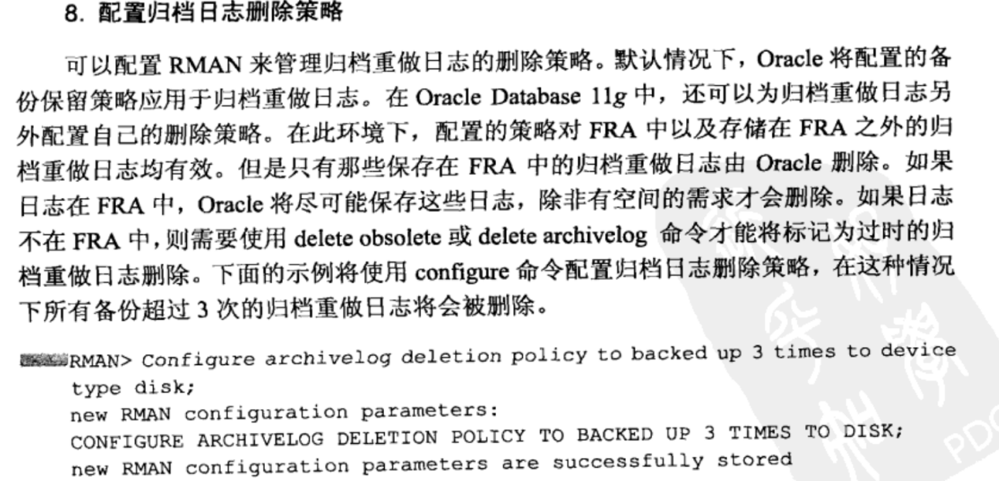 8. 配置归档日志删除策略
可以配置 RMAN 来管理归档重做日志的删除策略。默认情况下，Oracle 将配置的备
份保留策略应用于归档重做日志。在 Oracle Database 11g 中，还可以为归档重做日志另
外配置自己的删除策略。在此环境下，配置的策略对 FRA 中以及存储在 FRA 之外的归
档重做日志均有效。但是只有那些保存在 FRA 中的归档重做日志由 Oracle 删除。如果
日志在 FRA 中，Oracle 将尽可能保存这些日志，除非有空间的需求才会删除。如果日志
不在 FRA 中，则需要使用 delete obsolete 或 delete archivelog 命令才能将标记为过时的归
档重做日志删除。下面的示例将使用 configure 命令配置归档日志删除策略，在这种情况
下所有备份超过 3 次的归档重做日志将会被删除。
RMAN> Configure archivelog deletion policy to backed up 3 times to device
type disk;
new RMAN configuration parameters:
CONFIGURE ARCHIVELOG DELETION POLICY TO BACKED UP 3 TIMES TO DISK;
new RMAN configuration parameters are successfully stored